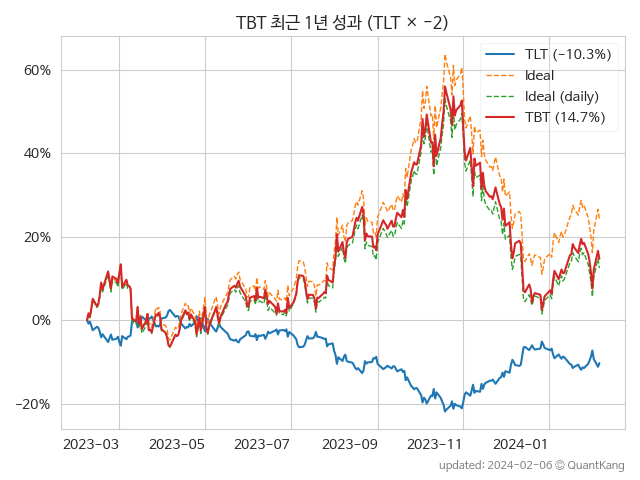 TBT 최근 1년 성과 (TLT × −2)
TLT (−10.3%)
Ideal
Ideal (daily)
TBT (14.7%)
60%
40%
20%
0%
−20%
2023-03
2023-05
2023-07
2023-09
2023-11
2024-01
updated: 2024-02-06 © QuantKang